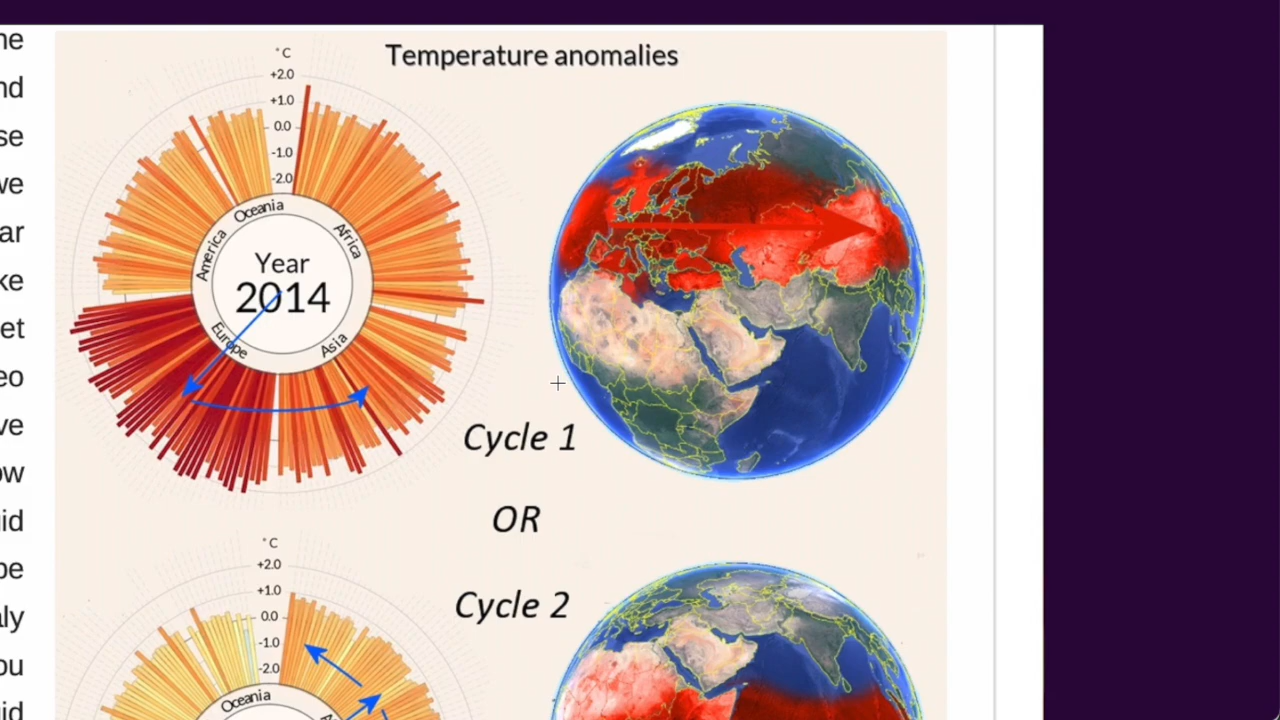 Temperature anomalies
°C
+2.0
+1.0
0.0
-1.0
-2.0
Oceania
Africa
America
Year
2014
Europe
Asia
Cycle 1
OR
Cycle 2
°C
+2.0
+1.0
0.0
-1.0
-2.0
Oceania